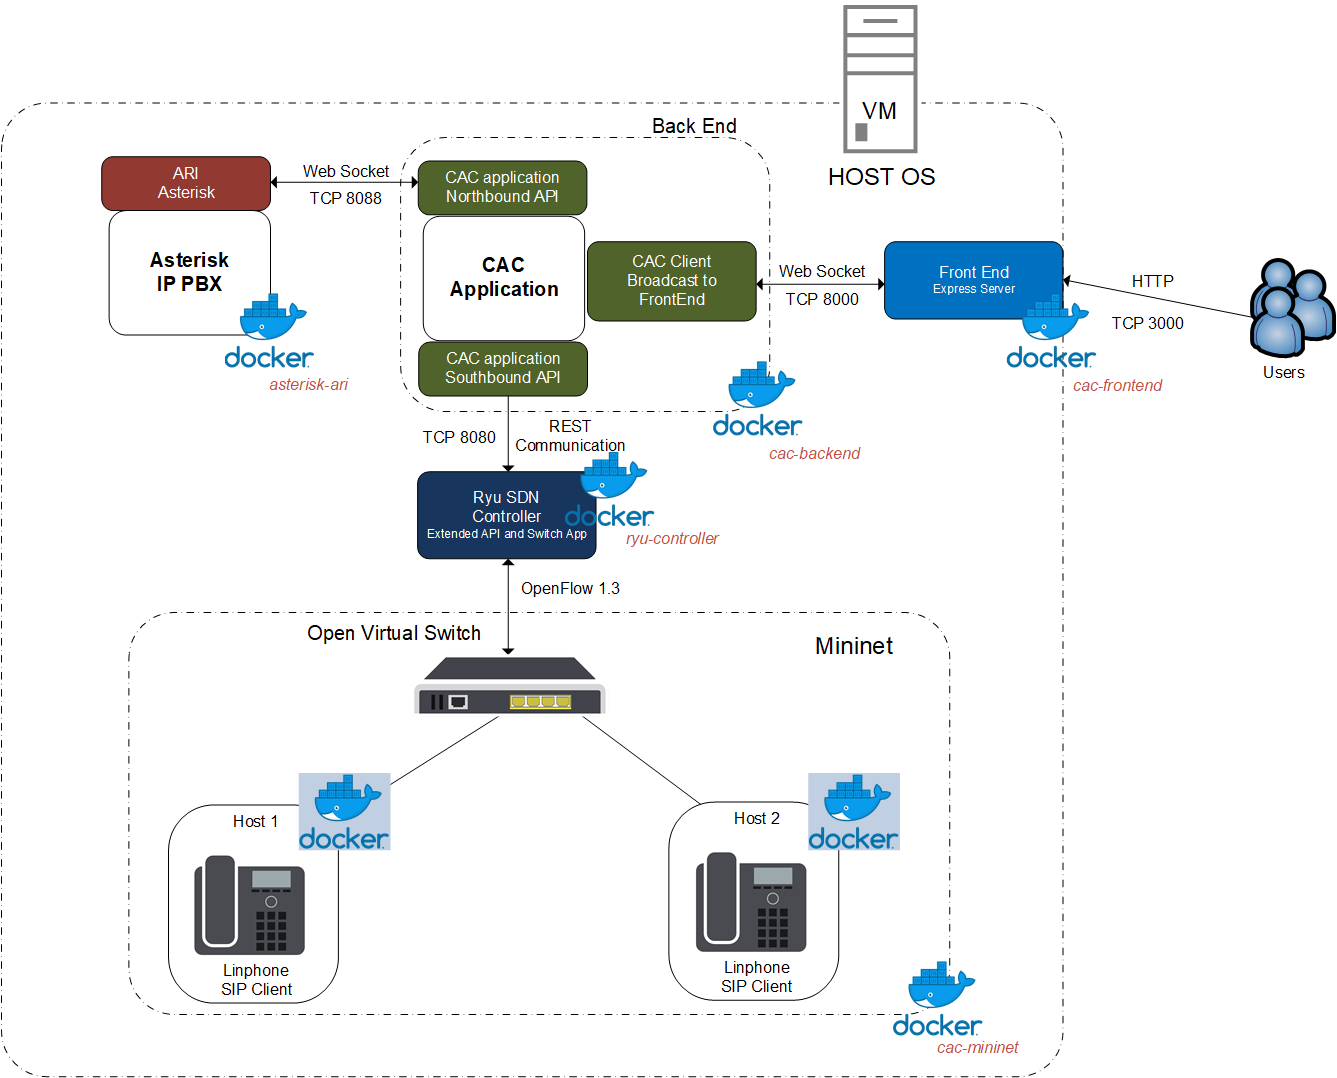 VM
HOST OS
Back End
ARI
Asterisk
Web Socket
TCP 8088
CAC application
Northbound API
Asterisk
IP PBX
CAC
Application
CAC Client
Broadcast to
FrontEnd
Web Socket
TCP 8000
Front End
Express Server
HTTP
TCP 3000
Users
docker
asterisk-ari
CAC application
Southbound API
docker
cac-frontend
docker
cac-backend
TCP 8080
REST
Communication
Ryu SDN
Controller
Extended API and Switch App
docker
ryu-controller
OpenFlow 1.3
Open Virtual Switch
Mininet
Host 1
docker
Host 2
docker
Linphone
SIP Client
Linphone
SIP Client
docker
cac-mininet